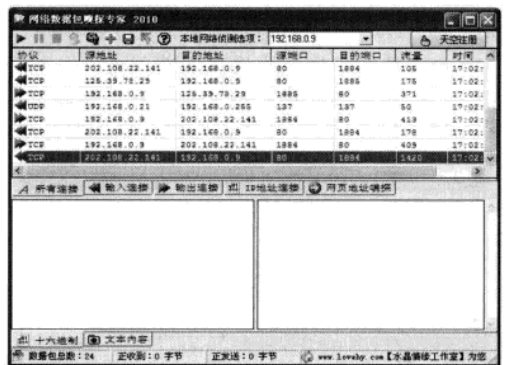 网络数据包嗅探专家 2010
本地网络侦测选项： 192.168.0.9 天空注册
协议 源地址 目的地址 源端口 目的端口 流量 时间
TCP 202.108.22.141 192.168.0.9 80 1884 105 17:02:
TCP 125.39.78.29 192.168.0.9 80 1885 175 17:02:
TCP 192.168.0.9 125.39.78.29 1885 80 371 17:02:
UDP 192.168.0.21 192.168.0.255 137 137 50 17:02:
TCP 192.168.0.9 202.108.22.141 1884 80 413 17:02:
TCP 202.108.22.141 192.168.0.9 80 1884 178 17:02:
TCP 192.168.0.9 202.108.22.141 1884 80 409 17:02:
TCP 202.108.22.141 192.168.0.9 80 1884 1420 17:02:
所有连接 输入连接 输出连接 IP地址连接 网页地址嗅探
十六进制 文本内容
数据包总数：24 正收到：0 字节 正发送：0 字节 【水晶情缘工作室】为您